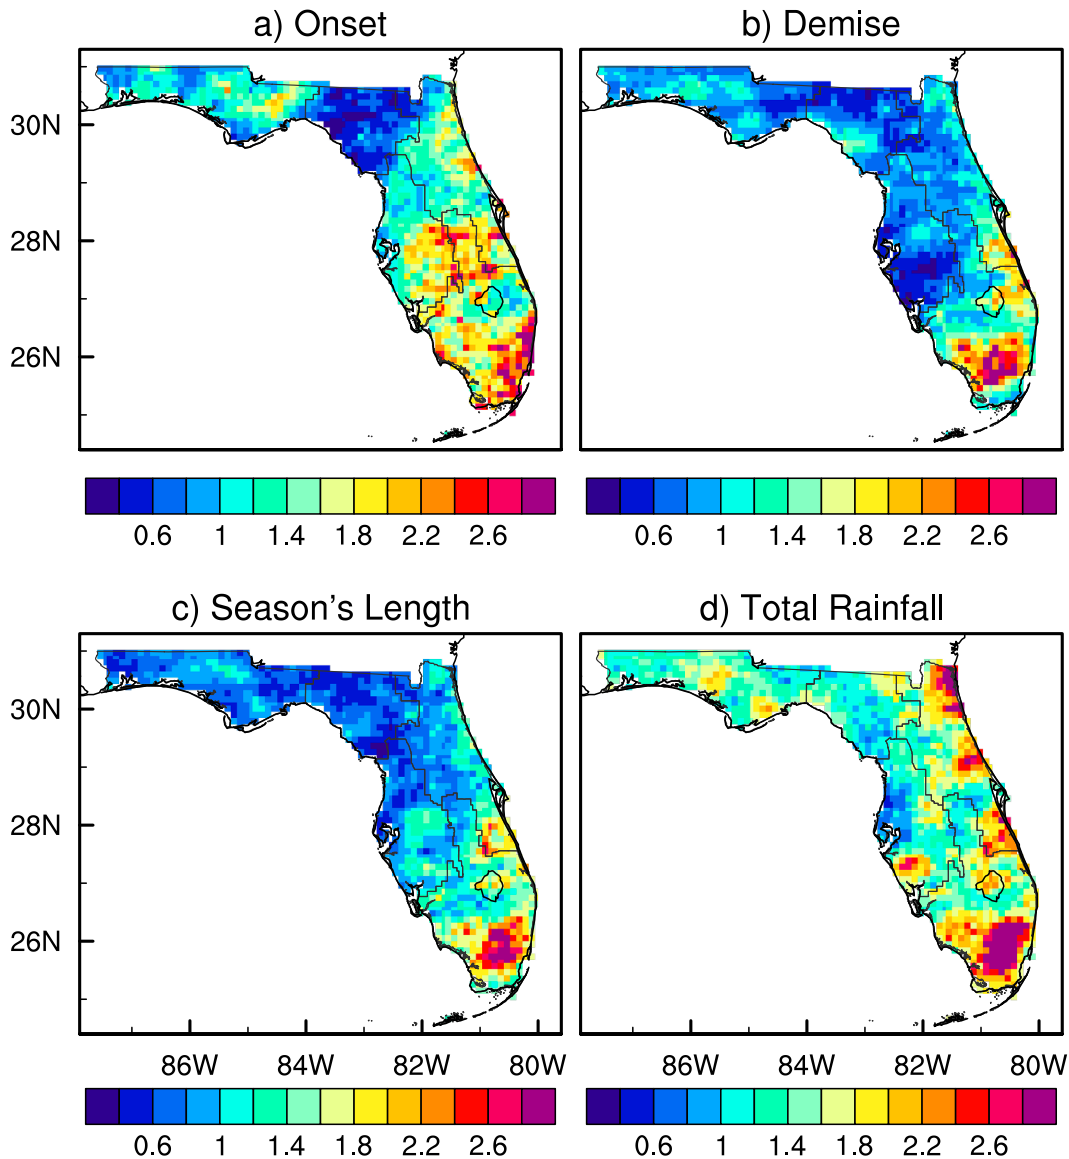 a) Onset
b) Demise
30N
28N
26N
0.6 1 1.4 1.8 2.2 2.6
0.6 1 1.4 1.8 2.2 2.6
c) Season's Length
d) Total Rainfall
30N
28N
26N
86W 84W 82W 80W
86W 84W 82W 80W
0.6 1 1.4 1.8 2.2 2.6
0.6 1 1.4 1.8 2.2 2.6